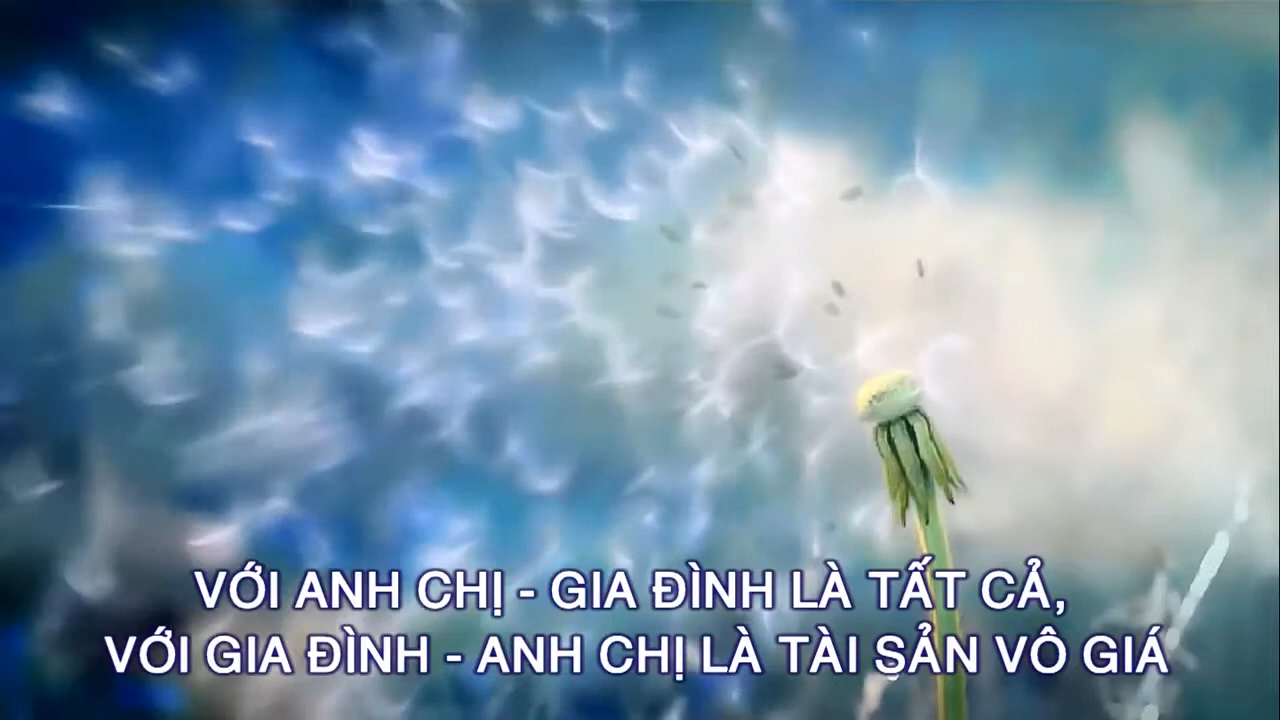 VỚI ANH CHỊ - GIA ĐÌNH LÀ TẤT CẢ,
VỚI GIA ĐÌNH - ANH CHỊ LÀ TÀI SẢN VÔ GIÁ